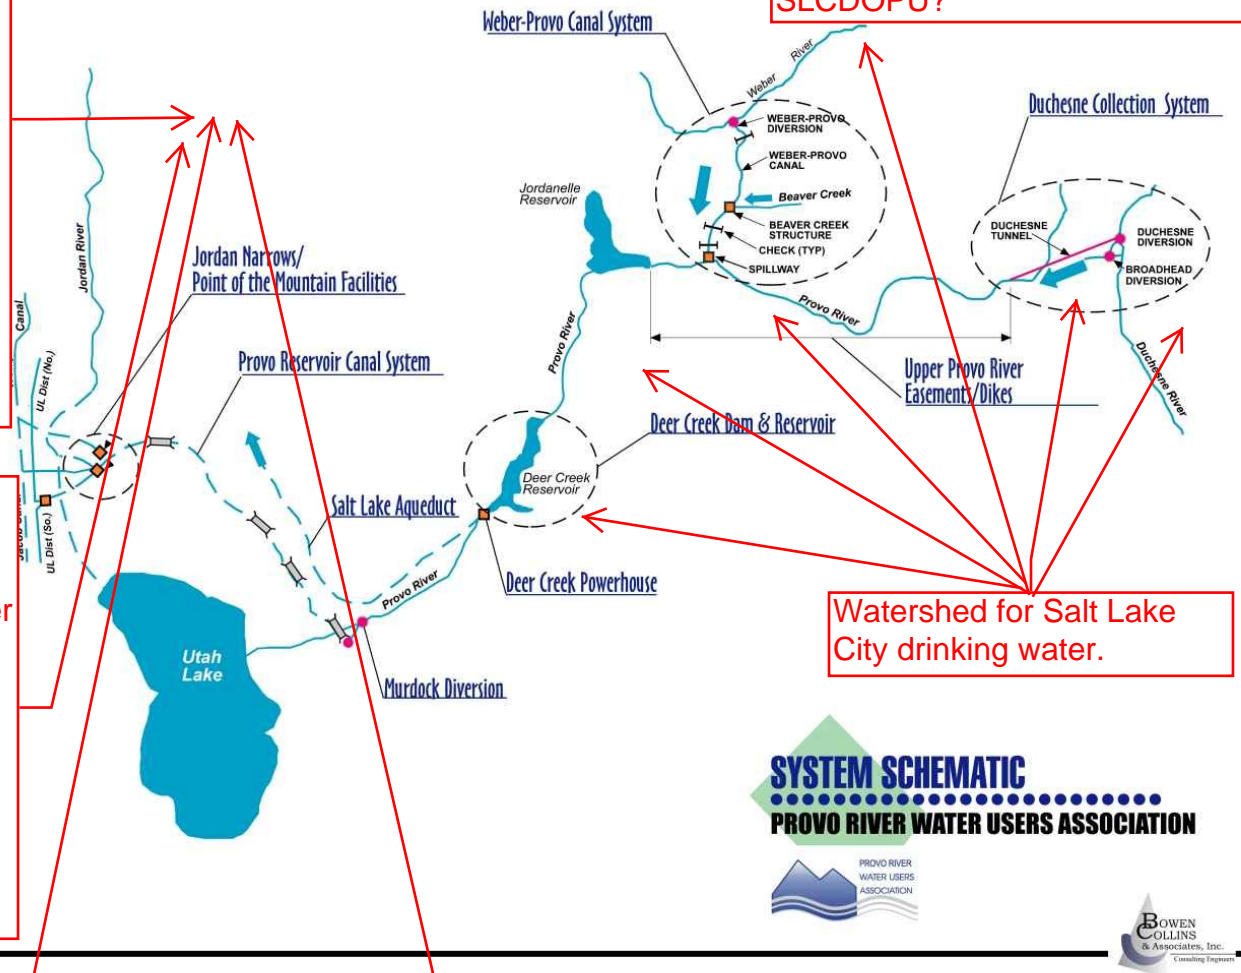 SLCDOPU?
Weber-Provo Canal System
Weber
River
WEBER-PROVO
DIVERSION
WEBER-PROVO
CANAL
Beaver Creek
BEAVER CREEK
STRUCTURE
CHECK (TYP)
SPILLWAY
Duchesne Collection System
DUCHESNE
TUNNEL
DUCHESNE
DIVERSION
BROADHEAD
DIVERSION
Duchesne River
Jordanelle
Reservoir
Provo River
Upper Provo River
Easements/Dikes
Jordan River
Jordan Narrows/
Point of the Mountain Facilities
Canal
UL Dist (No.)
Provo Reservoir Canal System
Provo River
Deer Creek Dam & Reservoir
Deer Creek
Reservoir
Salt Lake Aqueduct
UL Dist (So.)
Deer Creek Powerhouse
Provo River
Watershed for Salt Lake
City drinking water.
Utah
Lake
Murdock Diversion
SYSTEM SCHEMATIC
PROVO RIVER WATER USERS ASSOCIATION
PROVO RIVER
WATER USERS
ASSOCIATION
BOWEN
COLLINS
& Associates, Inc.
Consulting Engineers